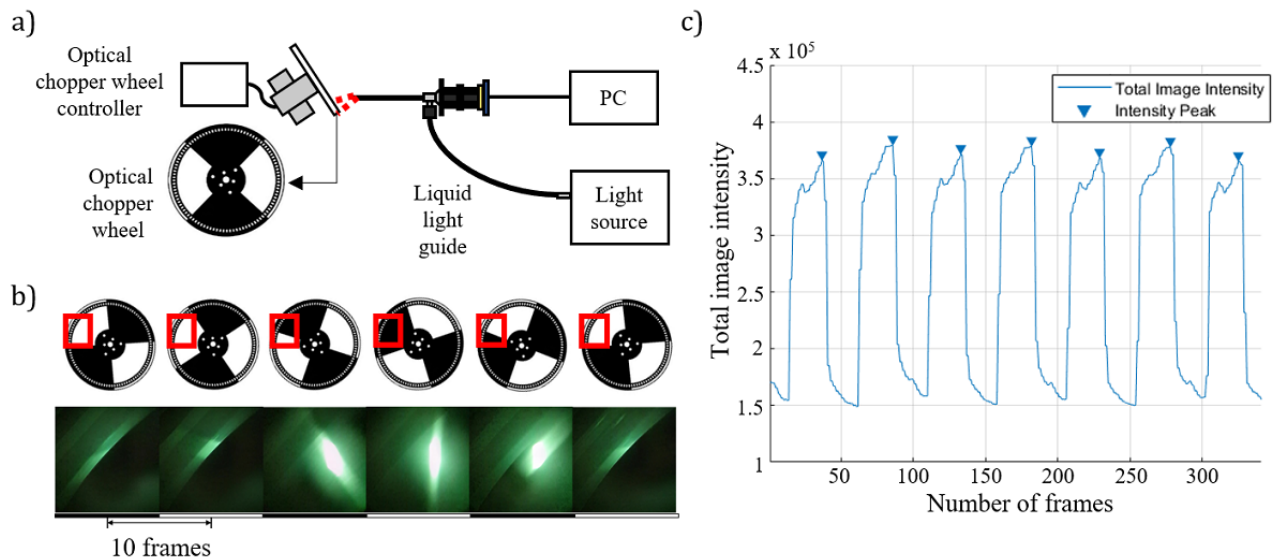 a)
Optical
chopper wheel
controller
PC
Optical
chopper
wheel
Liquid
light
guide
Light
source
b)
10 frames
c)
x 10⁵
4.5
4
3.5
3
2.5
2
1.5
1
Total image intensity
Total Image Intensity
Intensity Peak
50
100
150
200
250
300
Number of frames